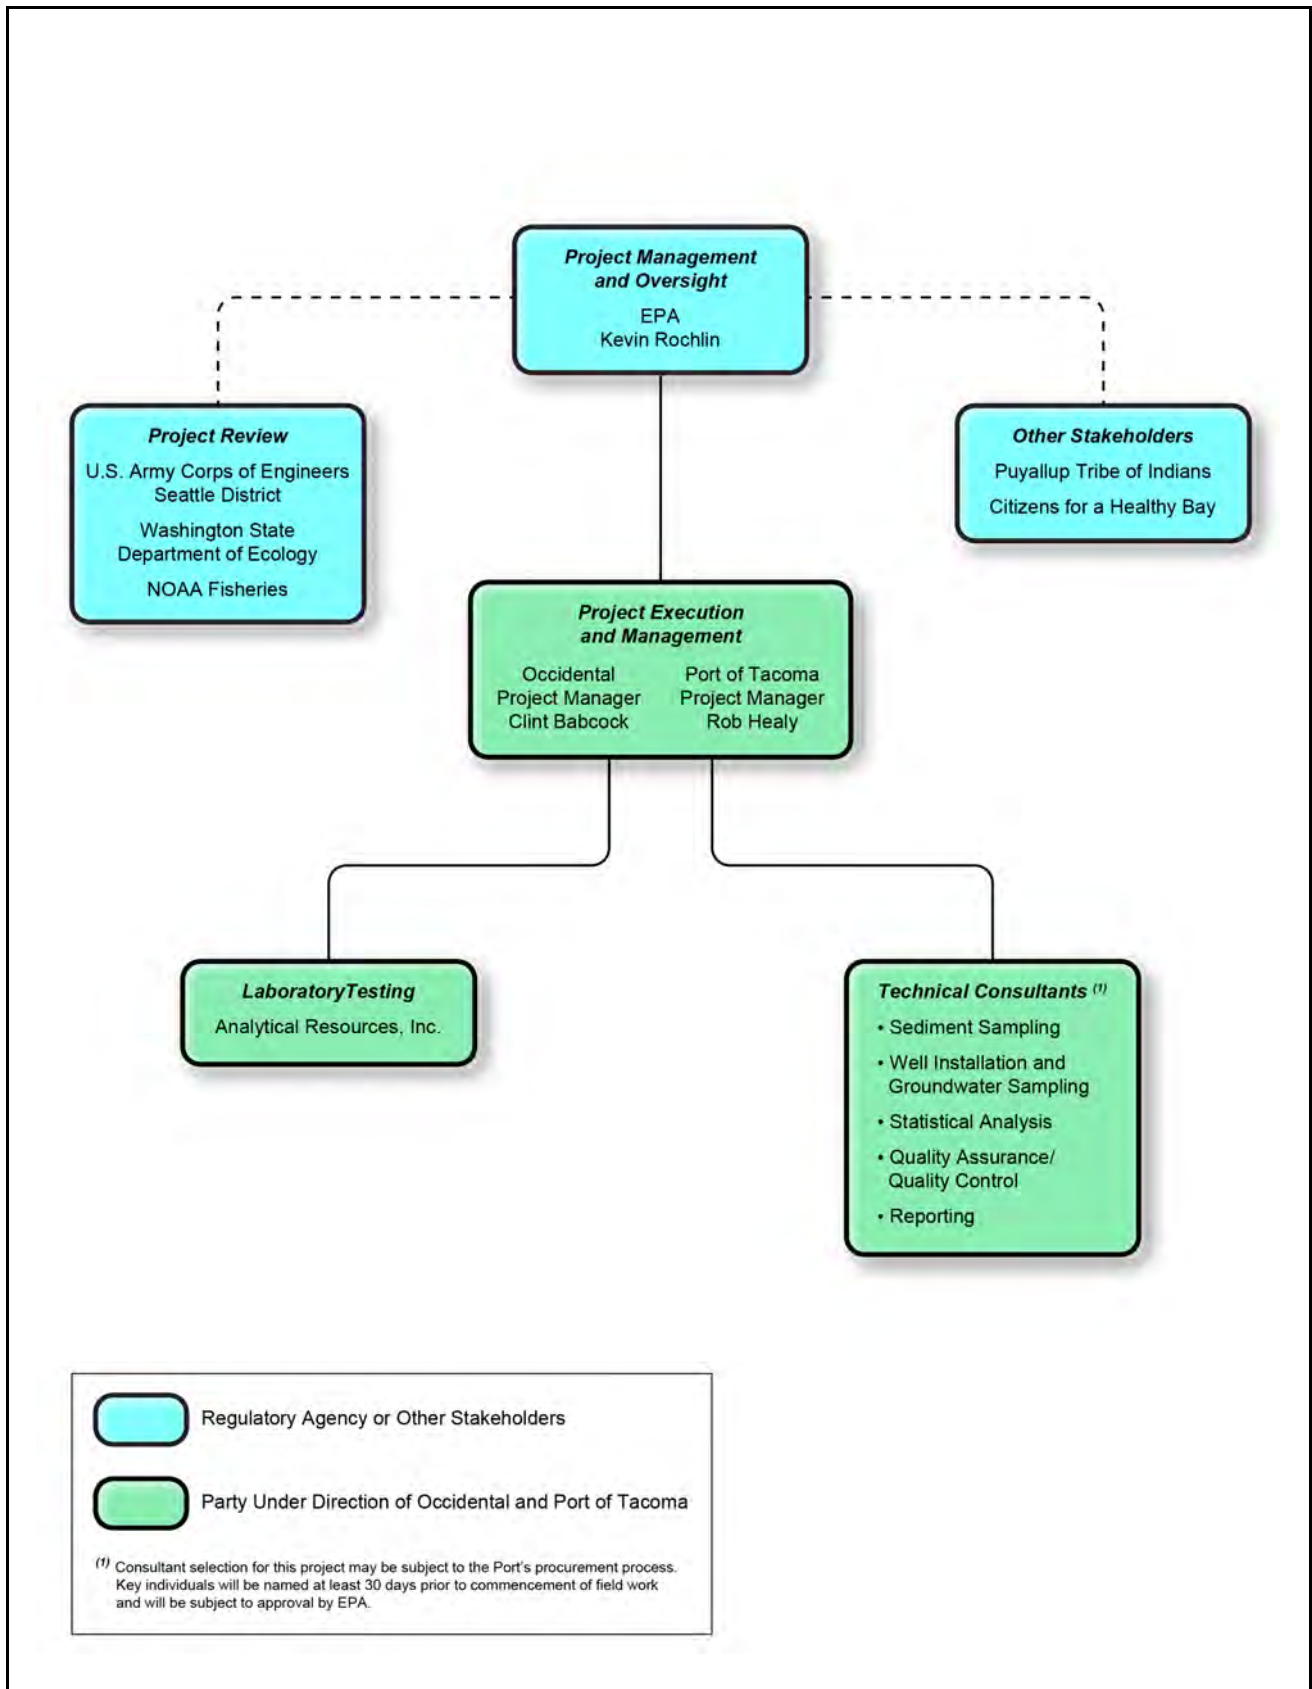 Project Management
and Oversight
EPA
Kevin Rochlin
Project Review
U.S. Army Corps of Engineers
Seattle District
Washington State
Department of Ecology
NOAA Fisheries
Other Stakeholders
Puyallup Tribe of Indians
Citizens for a Healthy Bay
Project Execution
and Management
Occidental
Project Manager
Clint Babcock
Port of Tacoma
Project Manager
Rob Healy
LaboratoryTesting
Analytical Resources, Inc.
Technical Consultants (1)
• Sediment Sampling
• Well Installation and
Groundwater Sampling
• Statistical Analysis
• Quality Assurance/
Quality Control
• Reporting
Regulatory Agency or Other Stakeholders
Party Under Direction of Occidental and Port of Tacoma
(1) Consultant selection for this project may be subject to the Port's procurement process.
Key individuals will be named at least 30 days prior to commencement of field work
and will be subject to approval by EPA.